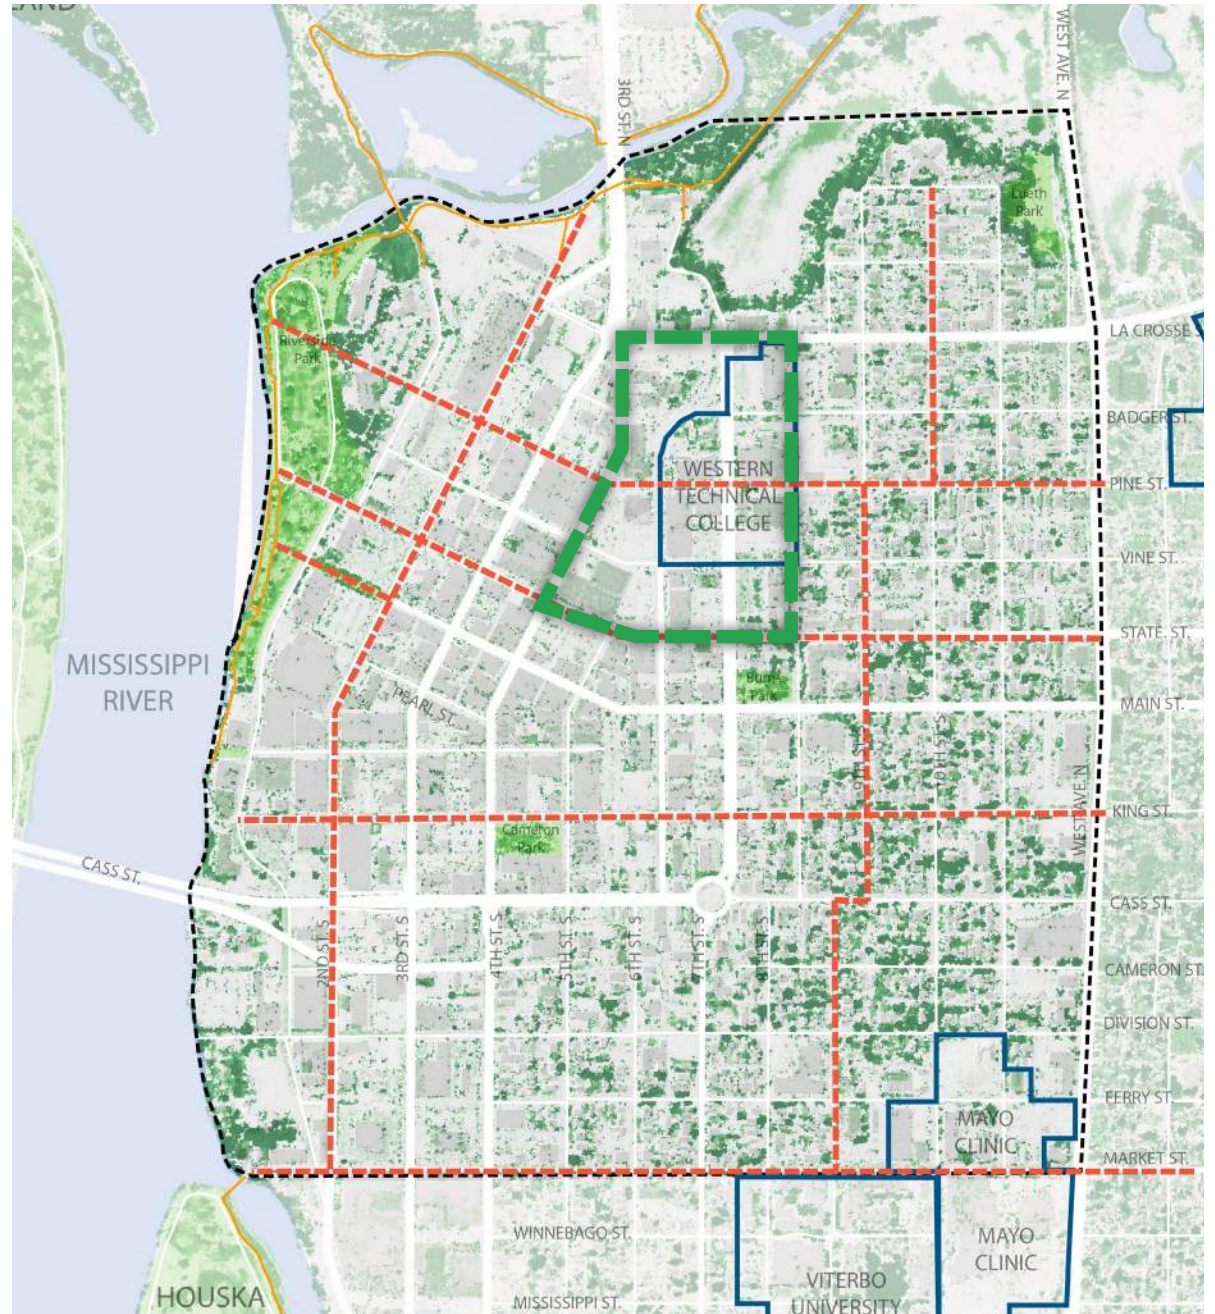 WEST AVE. N
3RD ST. N
Lueth
Park
LA CROSSE
Riverside
Park
BADGER ST.
WESTERN
TECHNICAL
COLLEGE
PINE ST.
VINE ST.
STATE. ST.
MISSISSIPPI
RIVER
Burns
Park
PEARL ST.
MAIN ST.
10TH ST. S
WEST AVE. N
KING ST.
Cameron
Park
CASS ST.
CASS ST.
2ND ST. S
3RD ST. S
4TH ST. S
5TH ST. S
6TH ST. S
7TH ST. S
8TH ST. S
CAMERON ST.
DIVISION ST.
FERRY ST.
MAYO
CLINIC
MARKET ST.
WINNEBAGO ST.
MAYO
CLINIC
HOUSKA
VITERBO
UNIVERSITY
MISSISSIPPI ST.